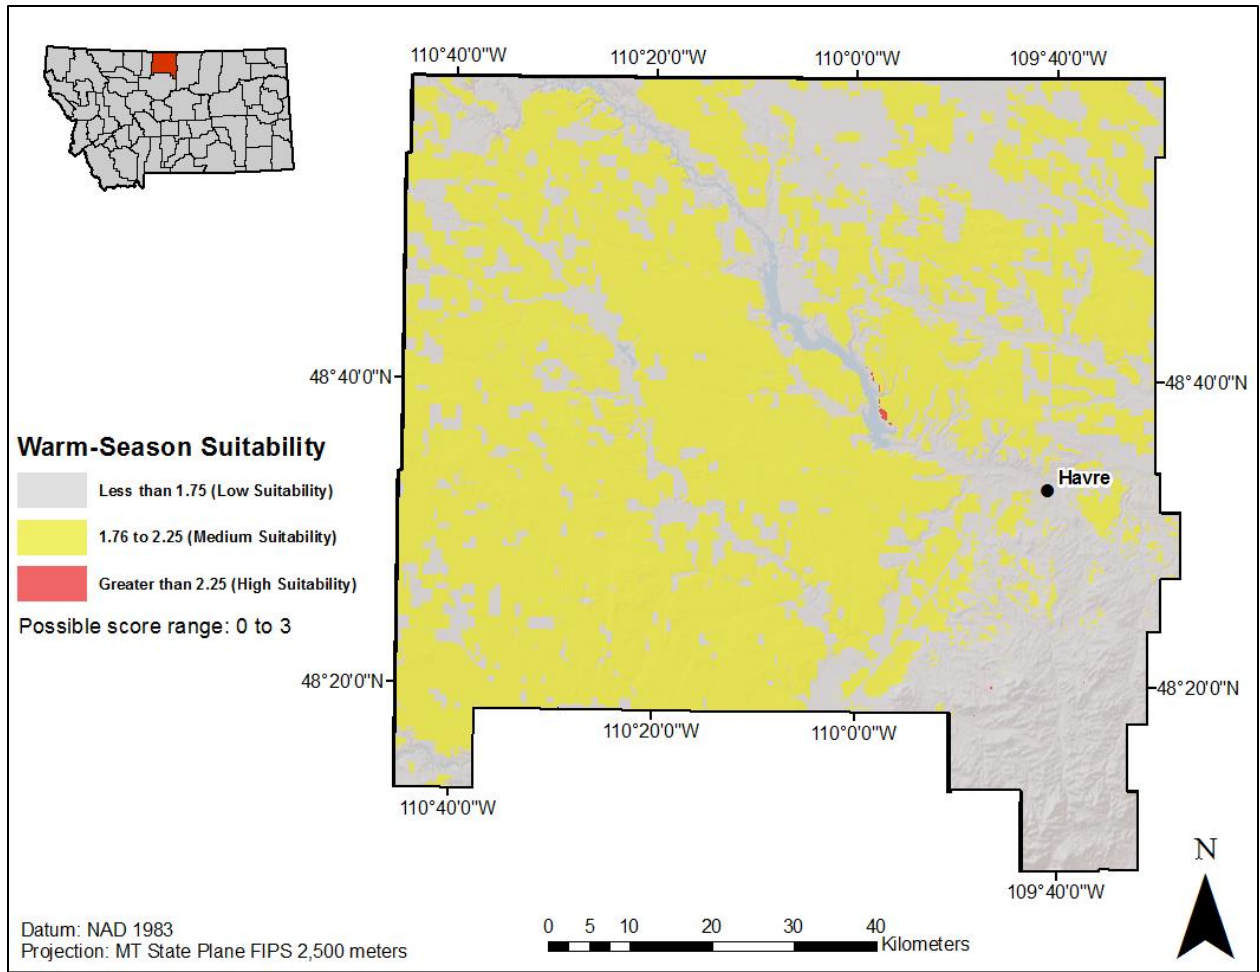 110°40'0"W 110°20'0"W 110°0'0"W 109°40'0"W
48°40'0"N 48°40'0"N
Warm-Season Suitability
Less than 1.75 (Low Suitability)
1.76 to 2.25 (Medium Suitability)
Greater than 2.25 (High Suitability)
Possible score range: 0 to 3
Havre
48°20'0"N 48°20'0"N
110°20'0"W 110°0'0"W
110°40'0"W
109°40'0"W
N
Datum: NAD 1983
Projection: MT State Plane FIPS 2,500 meters
0 5 10 20 30 40
Kilometers